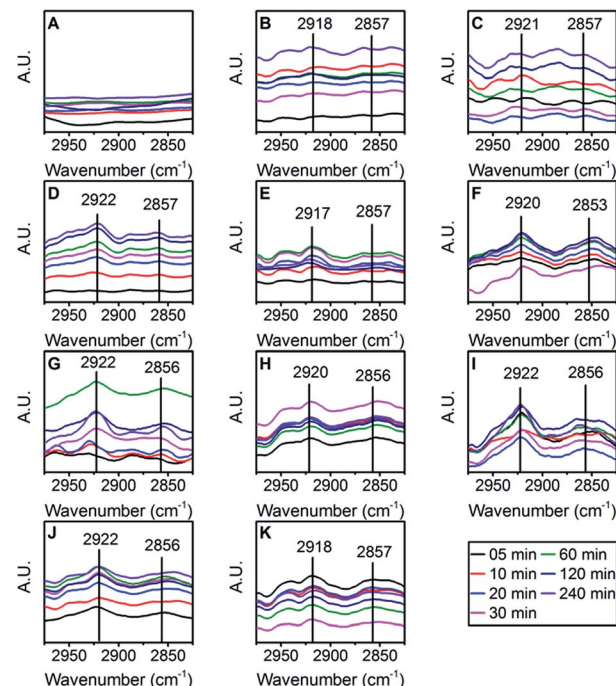 A
B
2918 2857
C
2921 2857
A.U.
A.U.
A.U.
2950 2900 2850
2950 2900 2850
2950 2900 2850
Wavenumber (cm-1)
Wavenumber (cm-1)
Wavenumber (cm-1)
D
2922 2857
E
2917 2857
F
2920 2853
A.U.
A.U.
A.U.
2950 2900 2850
2950 2900 2850
2950 2900 2850
Wavenumber (cm-1)
Wavenumber (cm-1)
Wavenumber (cm-1)
G
2922 2856
H
2920 2856
I
2922 2856
A.U.
A.U.
A.U.
2950 2900 2850
2950 2900 2850
2950 2900 2850
Wavenumber (cm-1)
Wavenumber (cm-1)
Wavenumber (cm-1)
J
2922 2856
K
2918 2857
A.U.
A.U.
2950 2900 2850
2950 2900 2850
Wavenumber (cm-1)
Wavenumber (cm-1)
05 min 60 min
10 min 120 min
20 min 240 min
30 min